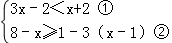 3x-2<x+2 ①
8-x≥1-3（x-1）②